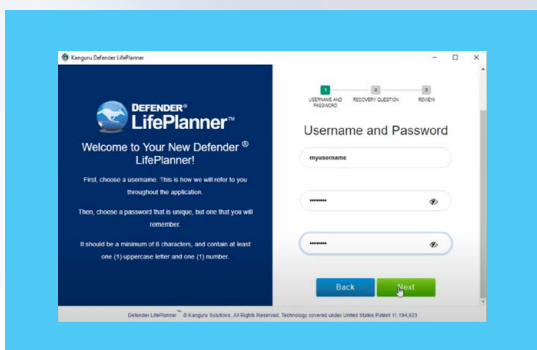 Kanguru Defender LifePlanner
DEFENDER®
LifePlanner™
Welcome to Your New Defender ®
LifePlanner!
First, choose a username. This is how we will refer to you
throughout the application.
Then, choose a password that is unique, but one that you will
remember.
It should be a minimum of 8 characters, and contain at least
one (1) uppercase letter and one (1) number.
1 2 3
USERNAME AND PASSWORD
RECOVERY QUESTION
REVIEW
Username and Password
myusername
Back Next
Defender LifePlanner™ © Kanguru Solutions. All Rights Reserved. Technology covered under United States Patent 11,194,923